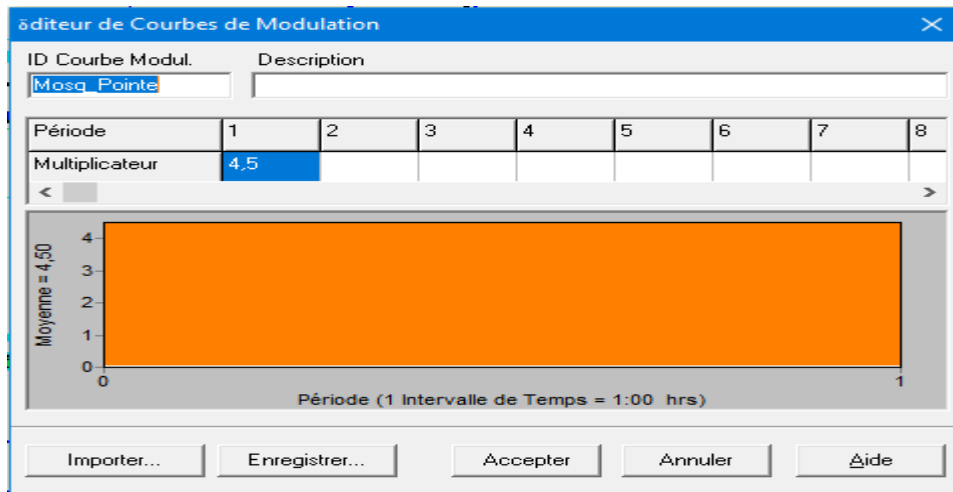 öditeur de Courbes de Modulation
ID Courbe Modul. Description
Mosq_Pointe
Période 1 2 3 4 5 6 7 8
Multiplicateur 4,5
4
3
2
1
0
Moyenne = 4,50
0 1
Période (1 Intervalle de Temps = 1:00 hrs)
Importer... Enregistrer... Accepter Annuler Aide